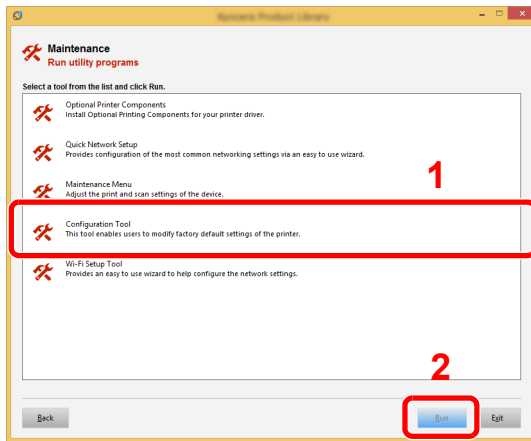 Kyocera Product Library
Maintenance
Run utility programs
Select a tool from the list and click Run.
Optional Printer Components
Install Optional Printing Components for your printer driver.
Quick Network Setup
Provides configuration of the most common networking settings via an easy to use wizard.
1
Maintenance Menu
Adjust the print and scan settings of the device.
Configuration Tool
This tool enables users to modify factory default settings of the printer.
Wi-Fi Setup Tool
Provides an easy to use wizard to help configure the network settings.
2
Back
Run
Exit